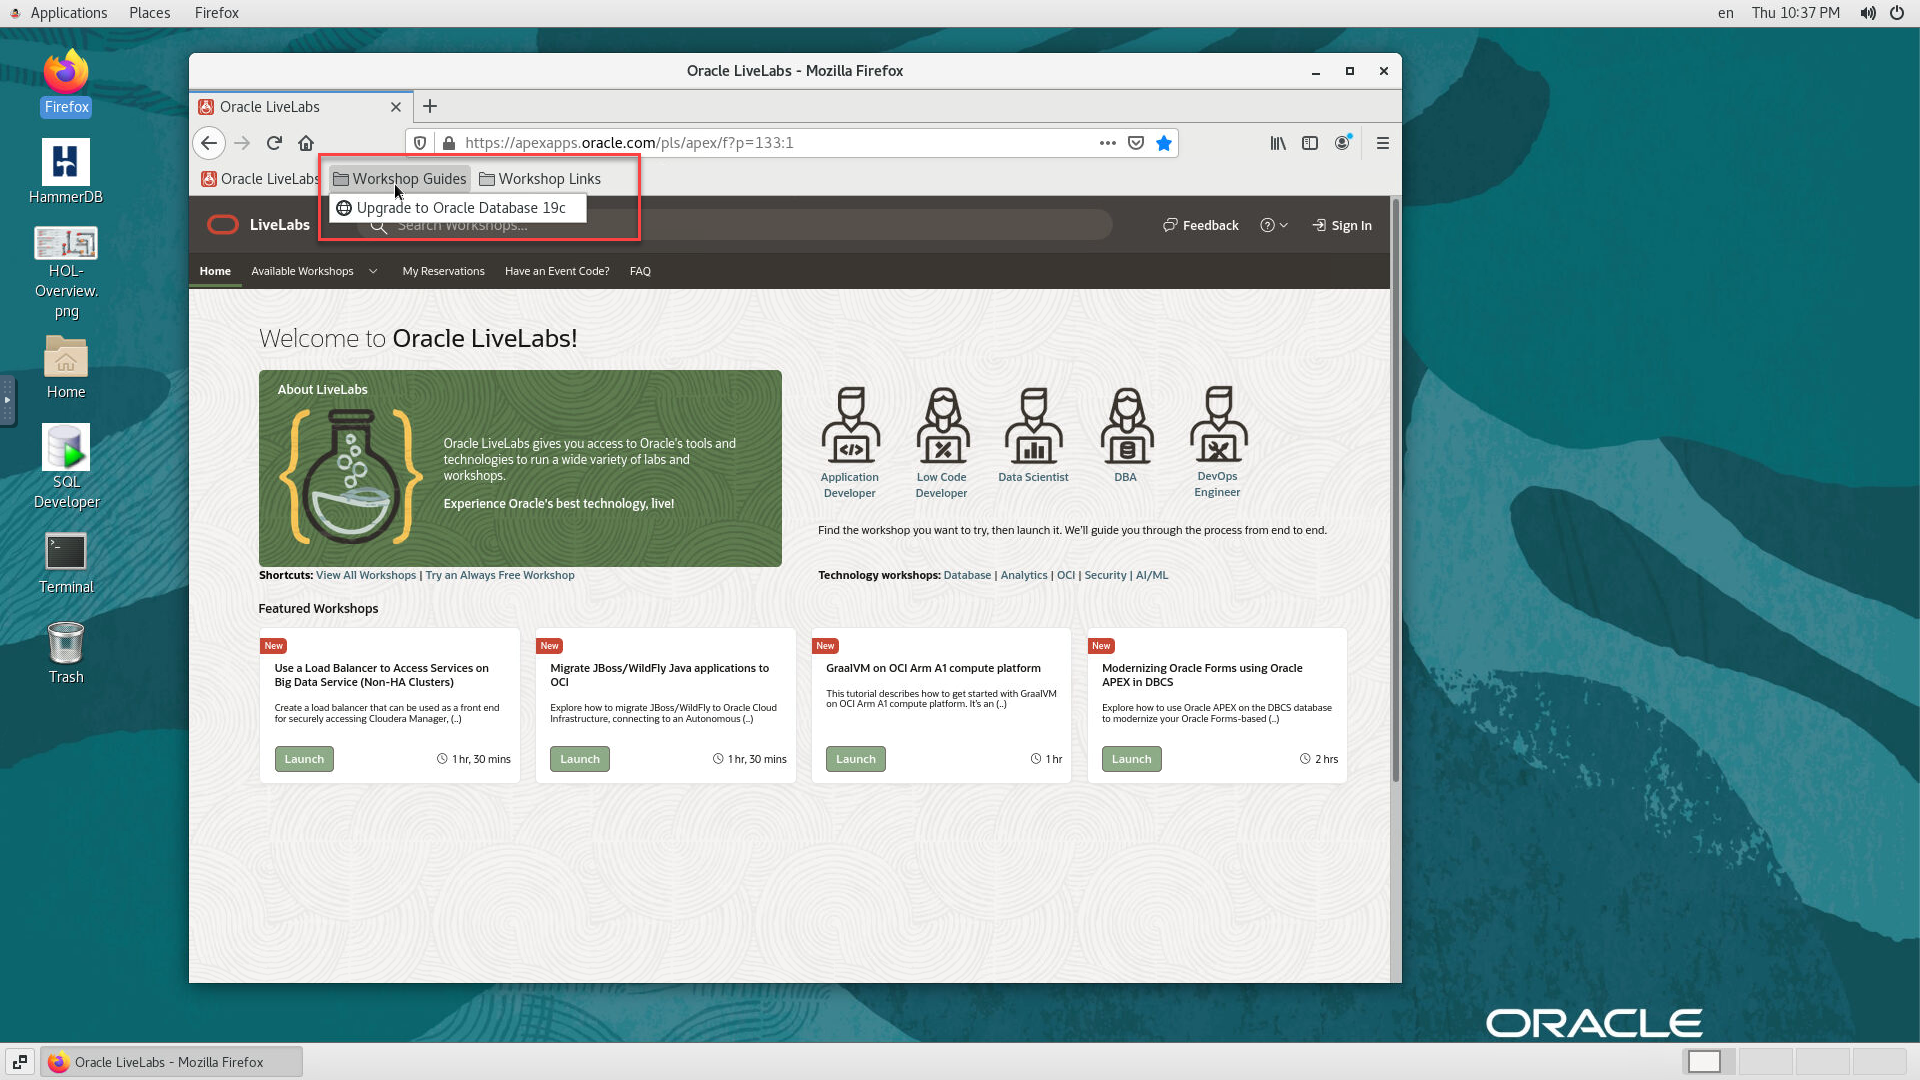 Applications Places Firefox en Thu 10:37 PM
Oracle LiveLabs - Mozilla Firefox
Oracle LiveLabs
https://apexapps.oracle.com/pls/apex/f?p=133:1
Oracle LiveLabs Workshop Guides Workshop Links
Upgrade to Oracle Database 19c
LiveLabs Search Workshops... Feedback Sign In
Home Available Workshops My Reservations Have an Event Code? FAQ
Welcome to Oracle LiveLabs!
About LiveLabs
Oracle LiveLabs gives you access to Oracle's tools and
technologies to run a wide variety of labs and
workshops.
Experience Oracle's best technology, live!
Application
Developer
Low Code
Developer
Data Scientist
DBA
DevOps
Engineer
Find the workshop you want to try, then launch it. We'll guide you through the process from end to end.
Shortcuts: View All Workshops | Try an Always Free Workshop
Technology workshops: Database | Analytics | OCI | Security | AI/ML
Featured Workshops
New
Use a Load Balancer to Access Services on
Big Data Service (Non-HA Clusters)
Create a load balancer that can be used as a front end
for securely accessing Cloudera Manager, (..)
Launch 1 hr, 30 mins
New
Migrate JBoss/WildFly Java applications to
OCI
Explore how to migrate JBoss/WildFly to Oracle Cloud
Infrastructure, connecting to an Autonomous (..)
Launch 1 hr, 30 mins
New
GraalVM on OCI Arm A1 compute platform
This tutorial describes how to get started with GraalVM
on OCI Arm A1 compute platform. It's an (..)
Launch 1 hr
New
Modernizing Oracle Forms using Oracle
APEX in DBCS
Explore how to use Oracle APEX on the DBCS database
to modernize your Oracle Forms-based (..)
Launch 2 hrs
Firefox
HammerDB
HOL-
Overview.
png
Home
SQL
Developer
Terminal
Trash
ORACLE
Oracle LiveLabs - Mozilla Firefox